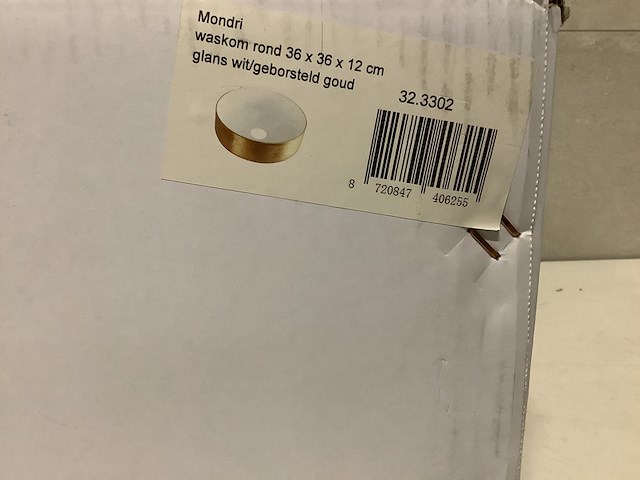 Mondri
waskom rond 36 x 36 x 12 cm
glans wit/geborsteld goud
32.3302
8 720847 406255